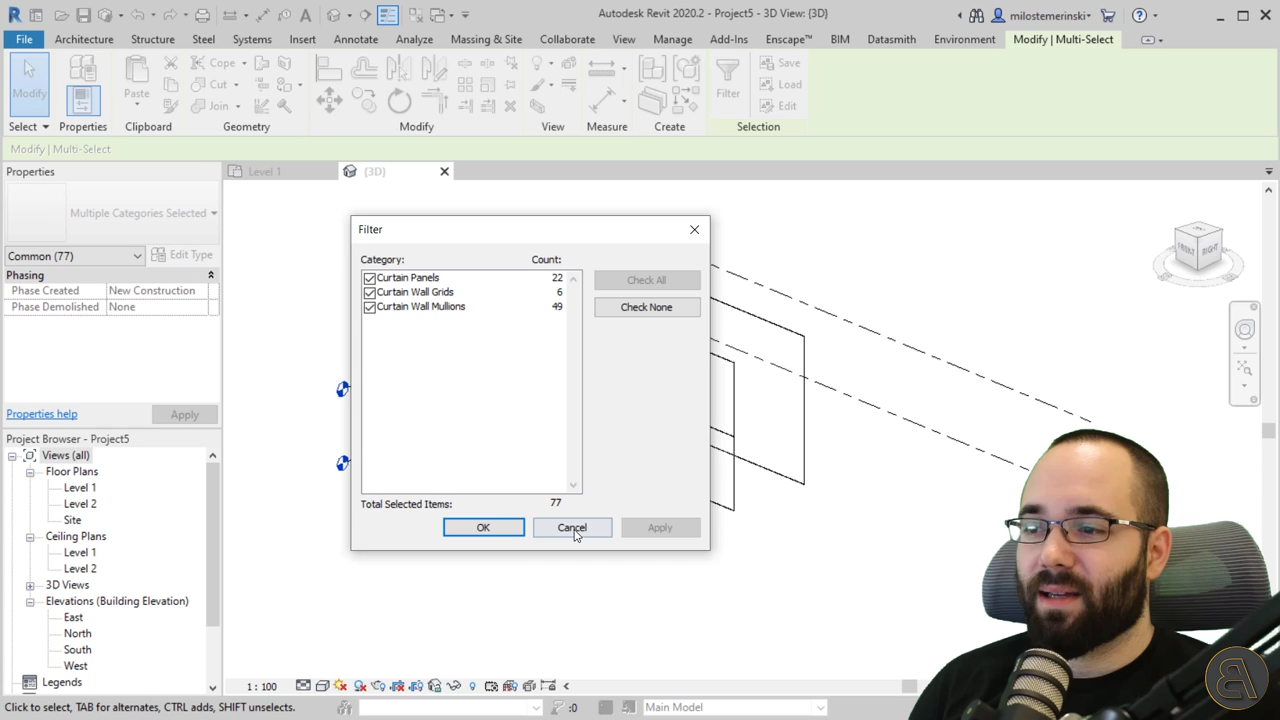 Autodesk Revit 2020.2 - Project5 - 3D View: {3D}
milostemerinski
File Architecture Structure Steel Systems Insert Annotate Analyze Massing & Site Collaborate View Manage Add-Ins Enscape™ BIM Datasmith Environment Modify | Multi-Select
Cope
Cut
Join
Save
Load
Edit
Modify
Paste
Filter
Select Properties Clipboard Geometry Modify View Measure Create Selection
Modify | Multi-Select
Properties
Level 1
{3D}
Multiple Categories Selected
Common (77)
Edit Type
Phasing
Phase Created New Construction
Phase Demolished None
Properties help
Apply
Project Browser - Project5
Views (all)
Floor Plans
Level 1
Level 2
Site
Ceiling Plans
Level 1
Level 2
3D Views
Elevations (Building Elevation)
East
North
South
West
Legends
Filter
Category: Count:
Curtain Panels 22
Curtain Wall Grids 6
Curtain Wall Mullions 49
Check All
Check None
Total Selected Items: 77
OK
Cancel
Apply
FRONT
RIGHT
1 : 100
Click to select, TAB for alternates, CTRL adds, SHIFT unselects.
:0
Main Model